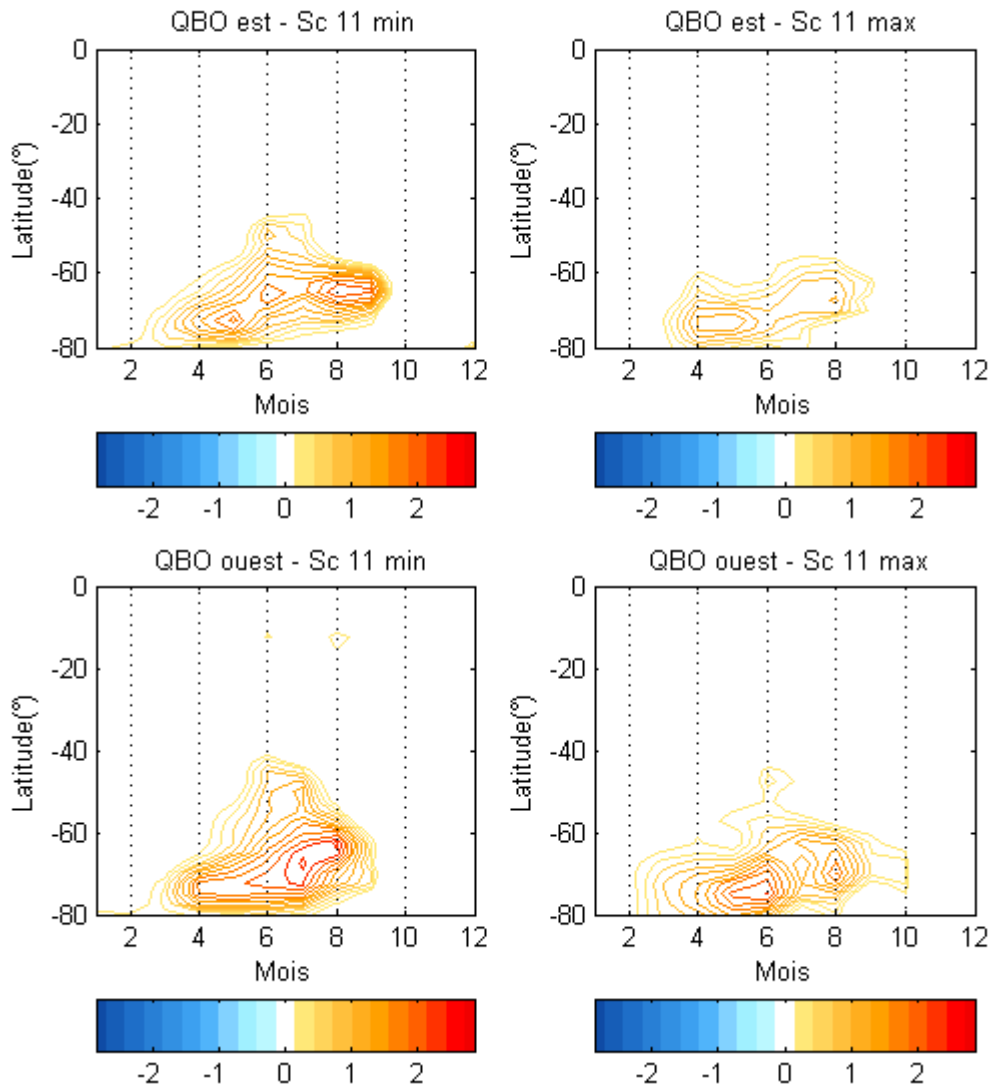 QBO est - Sc 11 min QBO est - Sc 11 max
0 0
-20 -20
-40 -40
-60 -60
-80 -80
Latitude(°) Latitude(°)
2 4 6 8 10 12 2 4 6 8 10 12
Mois Mois
-2 -1 0 1 2 -2 -1 0 1 2
QBO ouest - Sc 11 min QBO ouest - Sc 11 max
0 0
-20 -20
-40 -40
-60 -60
-80 -80
Latitude(°) Latitude(°)
2 4 6 8 10 12 2 4 6 8 10 12
Mois Mois
-2 -1 0 1 2 -2 -1 0 1 2